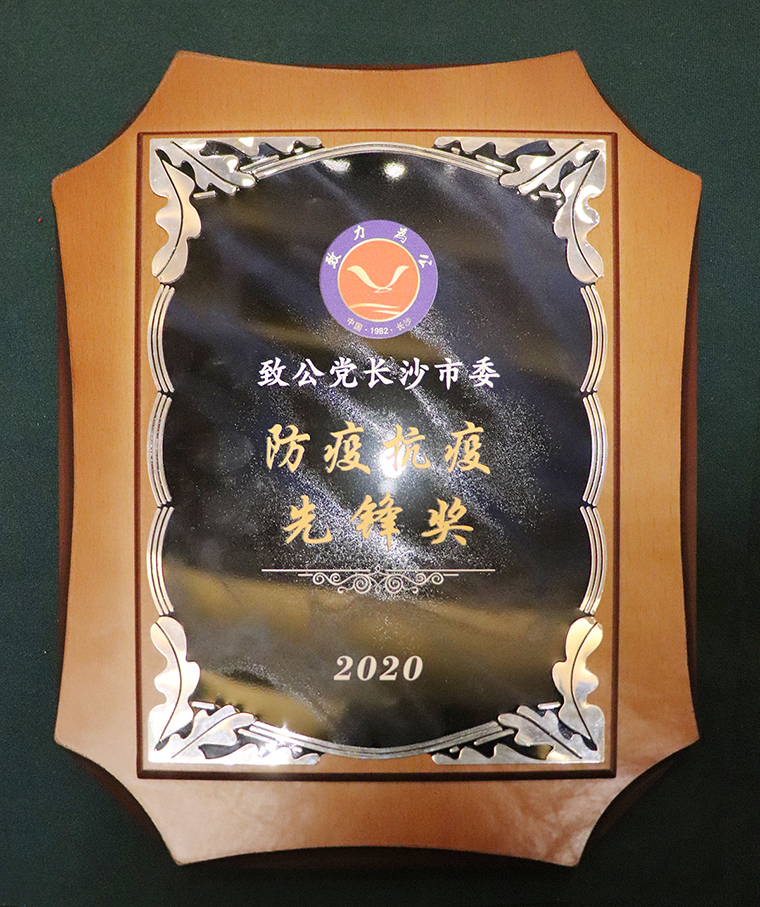 致力为公
中国·1982·长沙
致公党长沙市委
防疫抗疫
先锋奖
2020